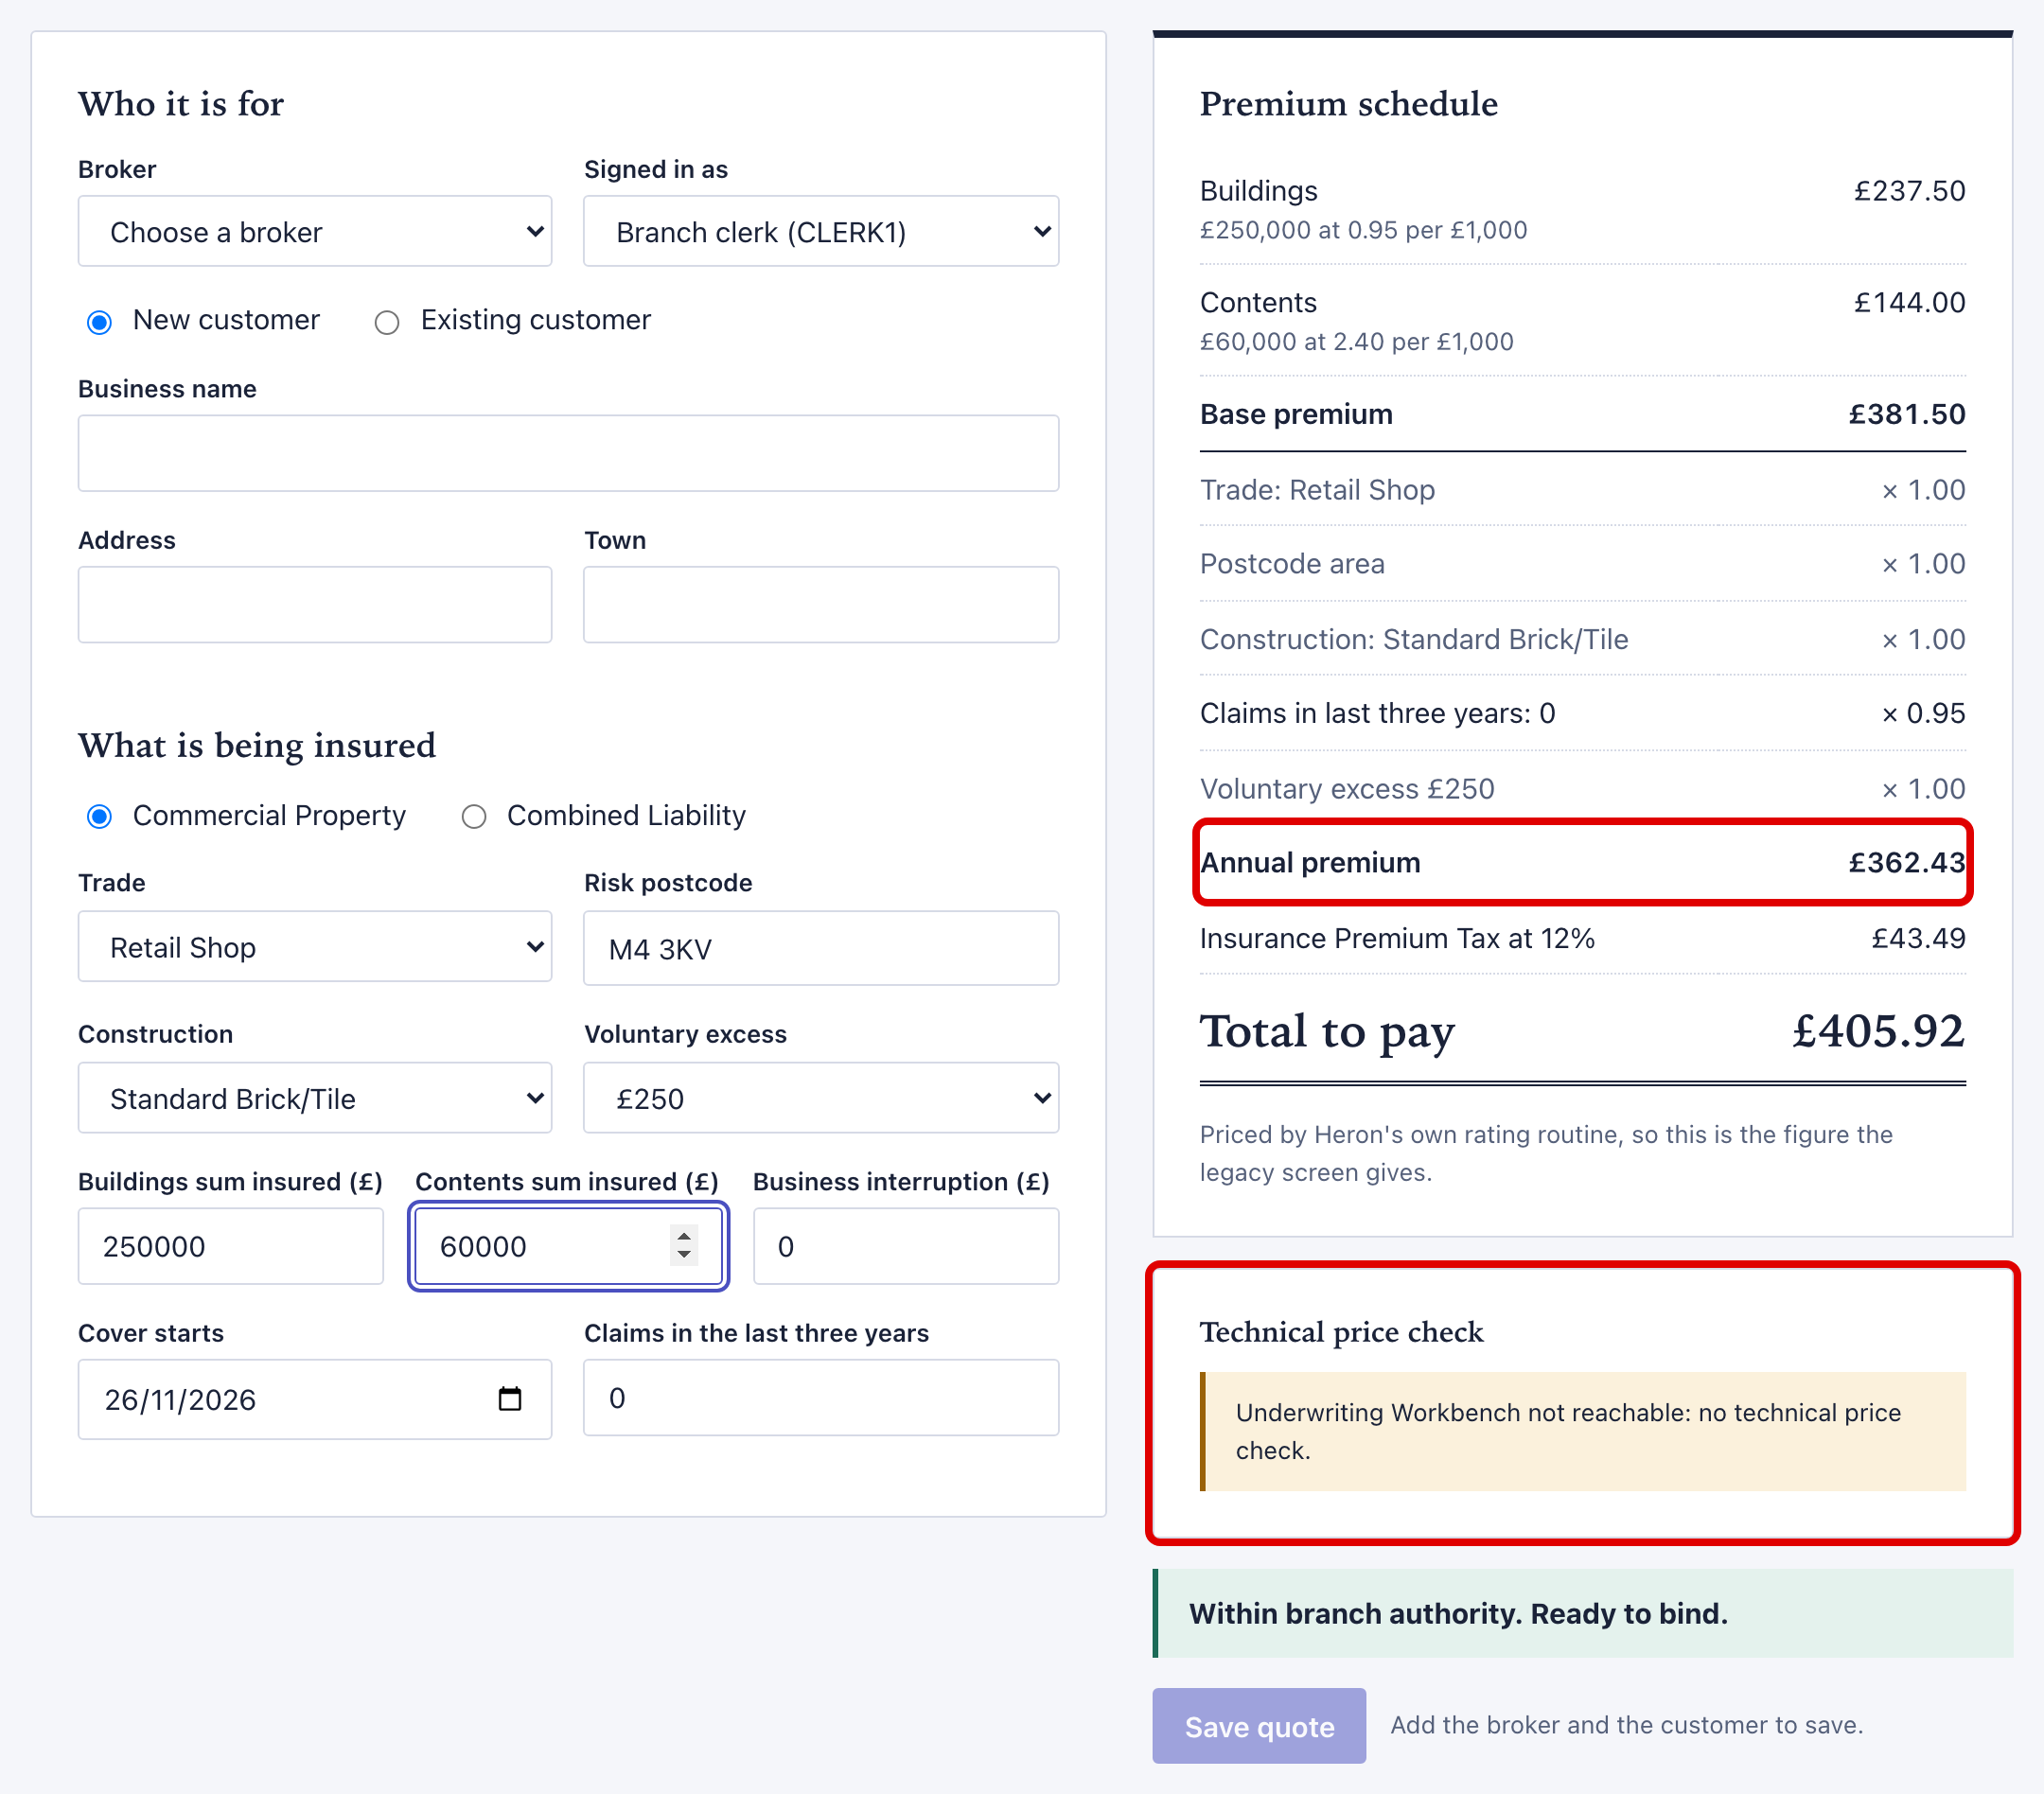 Who it is for
Broker
Signed in as
Choose a broker
Branch clerk (CLERK1)
New customer
Existing customer
Business name
Address
Town
What is being insured
Commercial Property
Combined Liability
Trade
Risk postcode
Retail Shop
M4 3KV
Construction
Voluntary excess
Standard Brick/Tile
£250
Buildings sum insured (£)
Contents sum insured (£)
Business interruption (£)
250000
60000
0
Cover starts
Claims in the last three years
26/11/2026
0
Premium schedule
Buildings £237.50
£250,000 at 0.95 per £1,000
Contents £144.00
£60,000 at 2.40 per £1,000
Base premium £381.50
Trade: Retail Shop × 1.00
Postcode area × 1.00
Construction: Standard Brick/Tile × 1.00
Claims in last three years: 0 × 0.95
Voluntary excess £250 × 1.00
Annual premium £362.43
Insurance Premium Tax at 12% £43.49
Total to pay £405.92
Priced by Heron's own rating routine, so this is the figure the
legacy screen gives.
Technical price check
Underwriting Workbench not reachable: no technical price
check.
Within branch authority. Ready to bind.
Save quote
Add the broker and the customer to save.